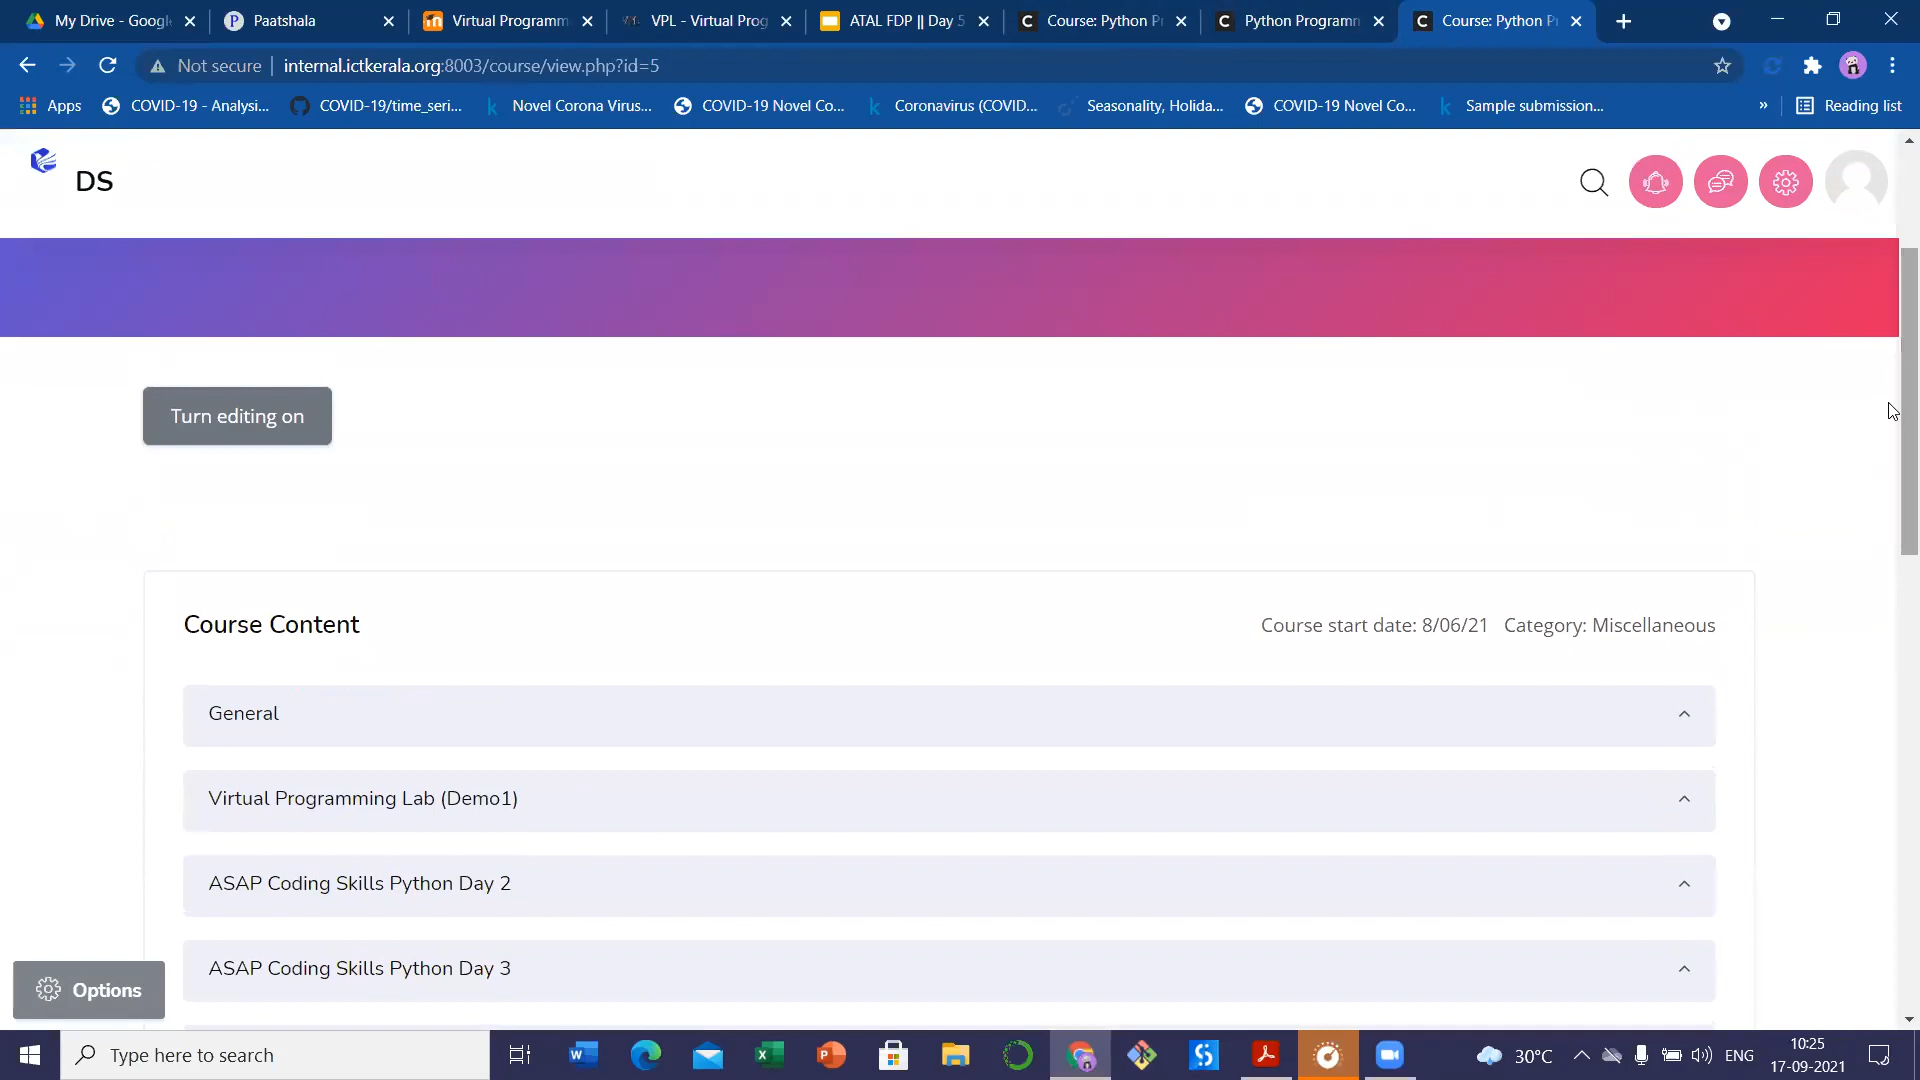 My Drive - Googl
Paatshala
Virtual Programm
VPL - Virtual Prog
ATAL FDP || Day 5
Course: Python P
Python Programm
Course: Python P
Not secure
internal.ictkerala.org:8003/course/view.php?id=5
Apps
COVID-19 - Analysi...
COVID-19/time_seri...
Novel Corona Virus...
COVID-19 Novel Co...
Coronavirus (COVID...
Seasonality, Holida...
COVID-19 Novel Co...
Sample submission...
»
Reading list
DS
Turn editing on
Course Content
Course start date: 8/06/21 Category: Miscellaneous
General
Virtual Programming Lab (Demo1)
ASAP Coding Skills Python Day 2
ASAP Coding Skills Python Day 3
Options
Type here to search
30°C
ENG
10:25
17-09-2021